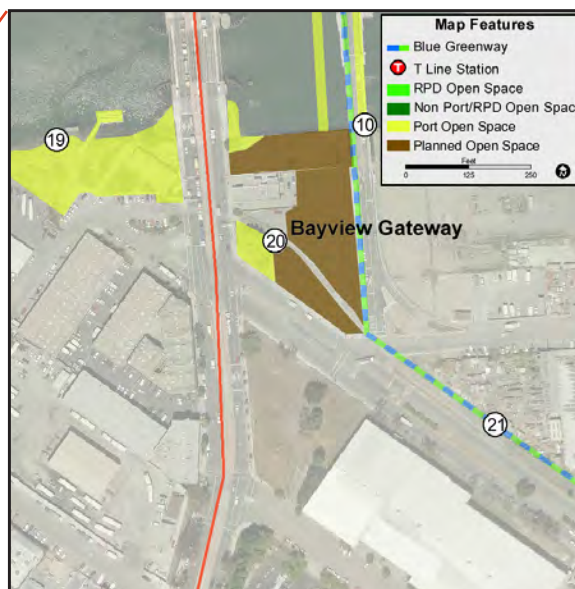 Map Features
Blue Greenway
T
T Line Station
RPD Open Space
Non Port/RPD Open Spac
Port Open Space
Planned Open Space
Feet
0 125 250
19
10
20
Bayview Gateway
21